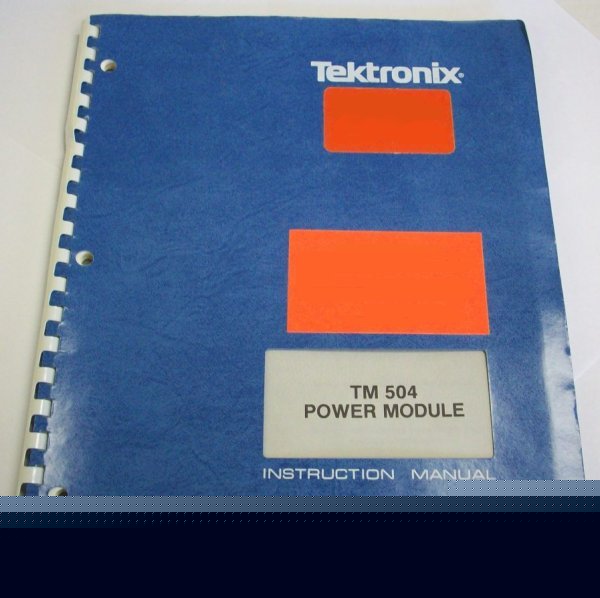 Tektronix®
TM 504
POWER MODULE
INSTRUCTION MANUAL